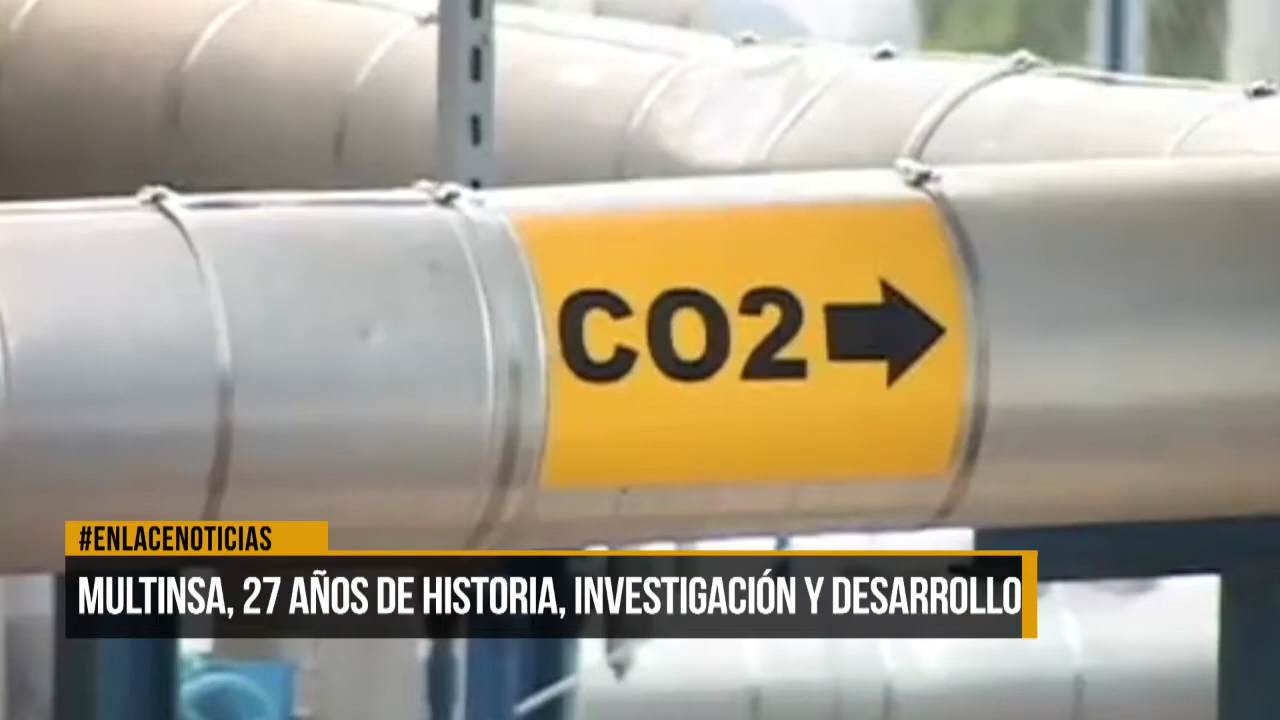 CO2
#ENLACENOTICIAS
MULTINSA, 27 AÑOS DE HISTORIA, INVESTIGACIÓN Y DESARROLLO